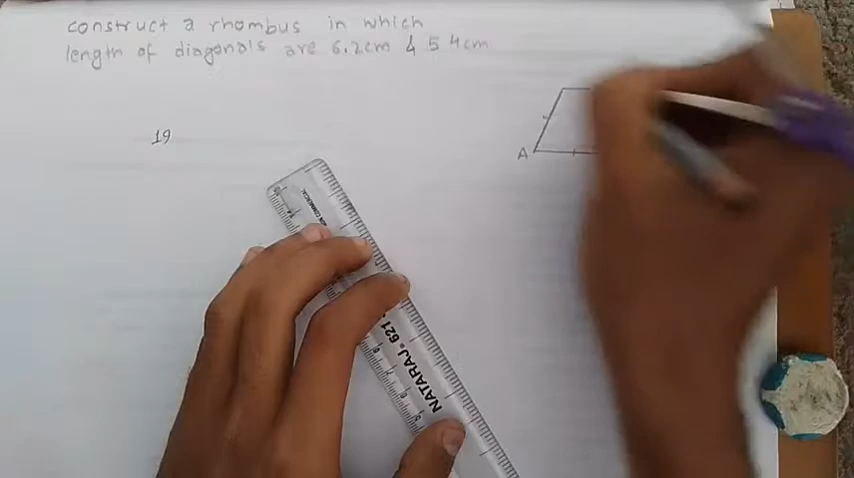 construct a rhombus in which
length of diagonals are 6.2cm & 5 4cm
19
A
NATARAJ. 621